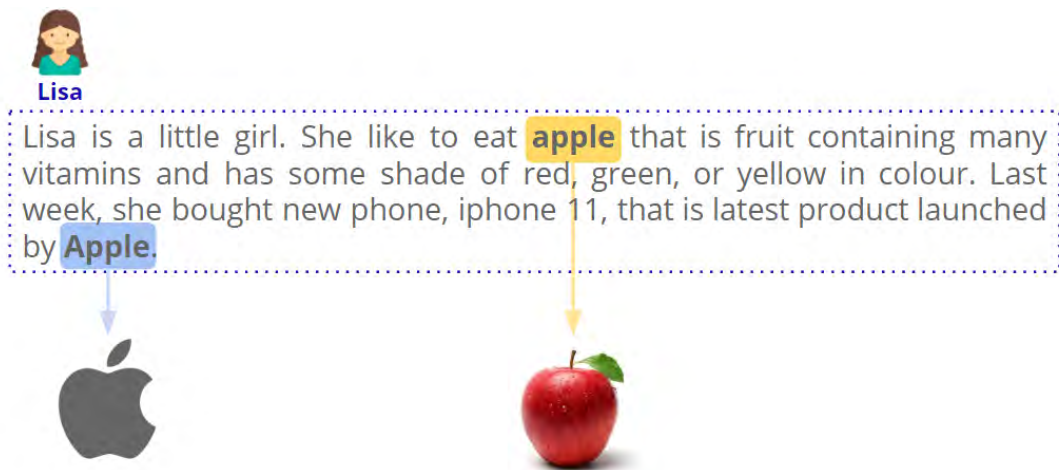 Lisa
Lisa is a little girl. She like to eat apple that is fruit containing many
vitamins and has some shade of red, green, or yellow in colour. Last
week, she bought new phone, iphone 11, that is latest product launched
by Apple.